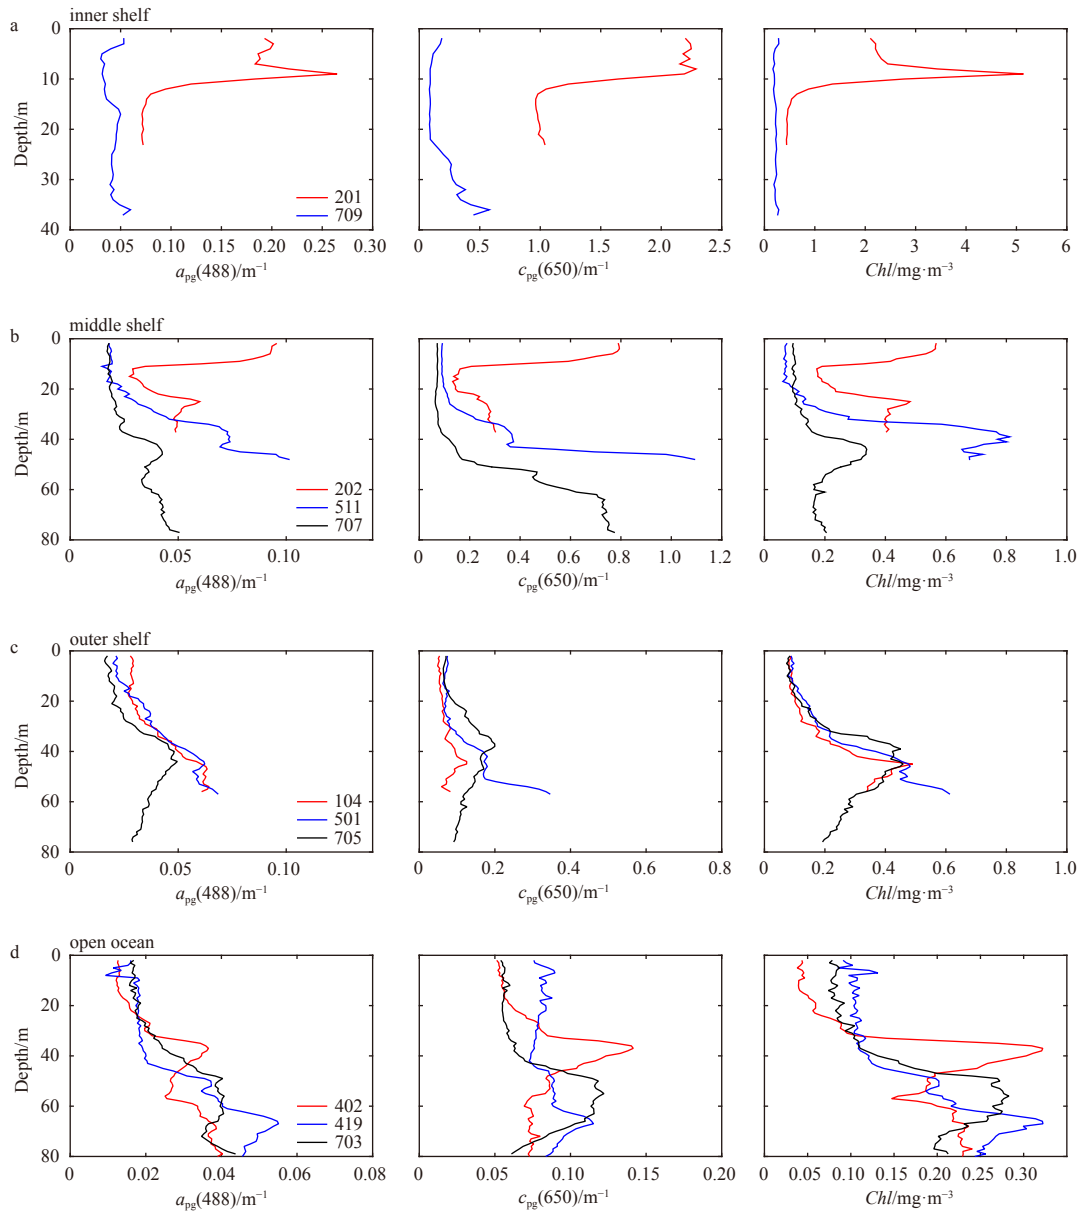 a
inner shelf
0
10
20
30
40
Depth/m
201
709
0 0.05 0.10 0.15 0.20 0.25 0.30
apg(488)/m⁻¹
0 0.5 1.0 1.5 2.0 2.5
cpg(650)/m⁻¹
0 1 2 3 4 5 6
Chl/mg·m⁻³
b
middle shelf
0
20
40
60
80
Depth/m
202
511
707
0 0.05 0.10
apg(488)/m⁻¹
0 0.2 0.4 0.6 0.8 1.0 1.2
cpg(650)/m⁻¹
0 0.2 0.4 0.6 0.8 1.0
Chl/mg·m⁻³
c
outer shelf
0
20
40
60
80
Depth/m
104
501
705
0 0.05 0.10
apg(488)/m⁻¹
0 0.2 0.4 0.6 0.8
cpg(650)/m⁻¹
0 0.2 0.4 0.6 0.8 1.0
Chl/mg·m⁻³
d
open ocean
0
20
40
60
80
Depth/m
402
419
703
0 0.02 0.04 0.06 0.08
apg(488)/m⁻¹
0 0.05 0.10 0.15 0.20
cpg(650)/m⁻¹
0 0.05 0.10 0.15 0.20 0.25 0.30
Chl/mg·m⁻³